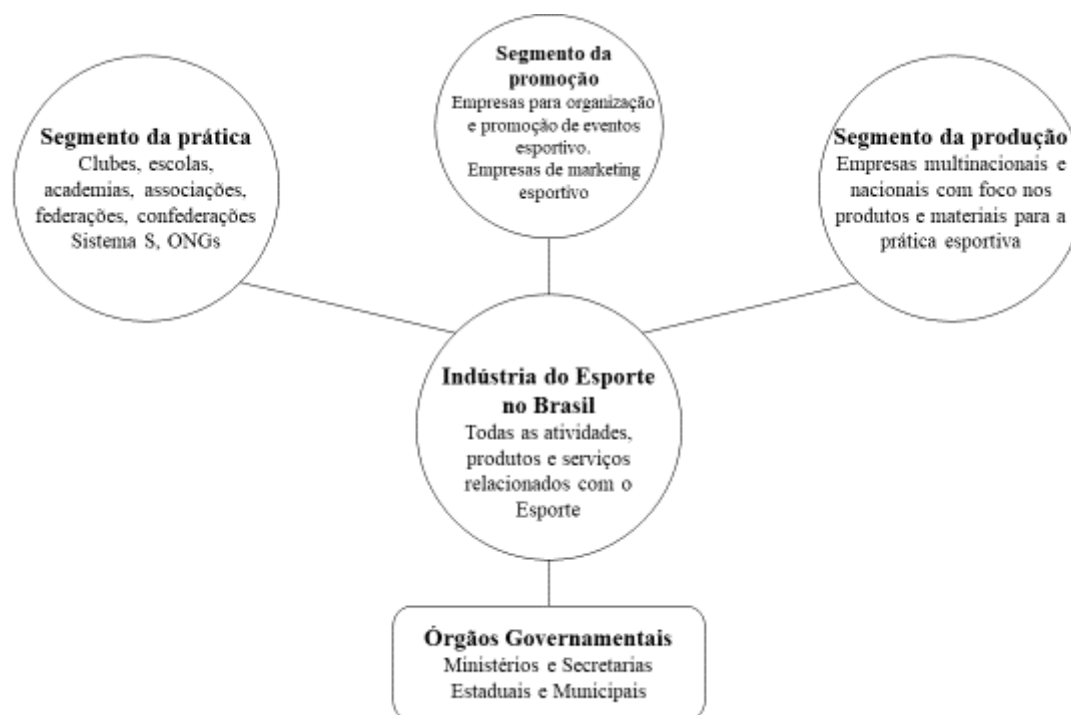 Segmento da prática
Clubes, escolas,
academias, associações,
federações, confederações
Sistema S, ONGs
Segmento da
promoção
Empresas para organização
e promoção de eventos
esportivo.
Empresas de marketing
esportivo
Segmento da produção
Empresas multinacionais e
nacionais com foco nos
produtos e materiais para a
prática esportiva
Indústria do Esporte
no Brasil
Todas as atividades,
produtos e serviços
relacionados com o
Esporte
Órgãos Governamentais
Ministérios e Secretarias
Estaduais e Municipais